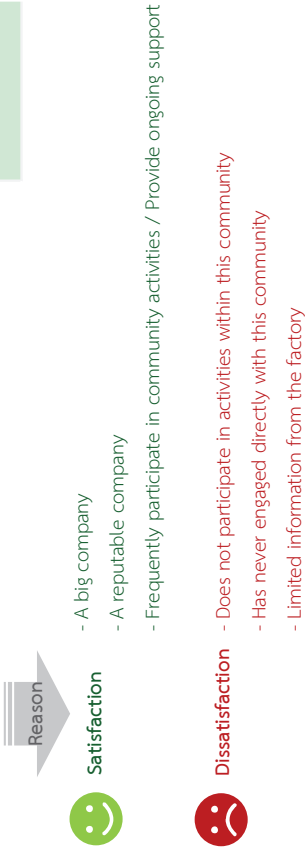 Reason
Satisfaction
- A big company
- A reputable company
- Frequently participate in community activities / Provide ongoing support
Dissatisfaction
- Does not participate in activities within this community
- Has never engaged directly with this community
- Limited information from the factory